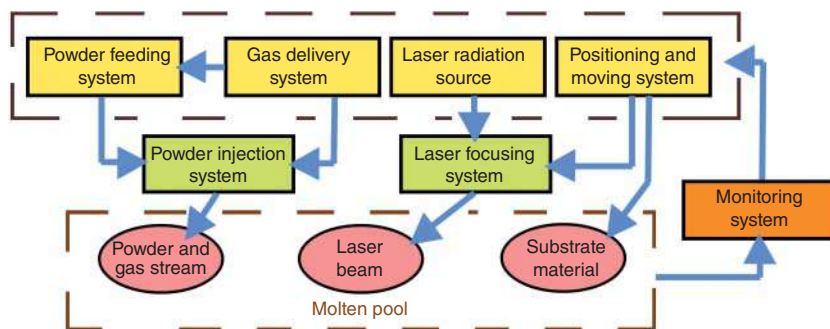 Powder feeding
system
Gas delivery
system
Laser radiation
source
Positioning and
moving system
Powder injection
system
Laser focusing
system
Monitoring
system
Powder and
gas stream
Laser
beam
Substrate
material
Molten pool